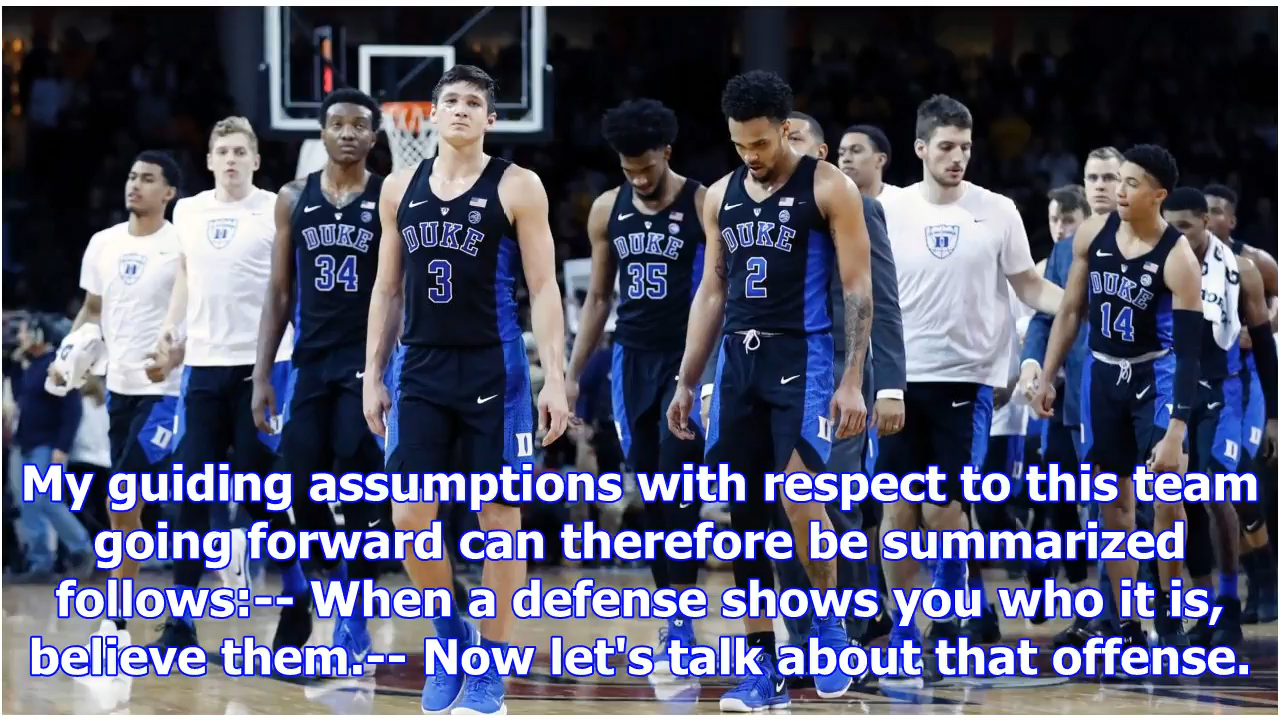 DUKE
34
DUKE
3
DUKE
35
DUKE
2
DUKE
14
D
D
D
D
D
My guiding assumptions with respect to this team
going forward can therefore be summarized
follows:-- When a defense shows you who it is,
believe them.-- Now let's talk about that offense.